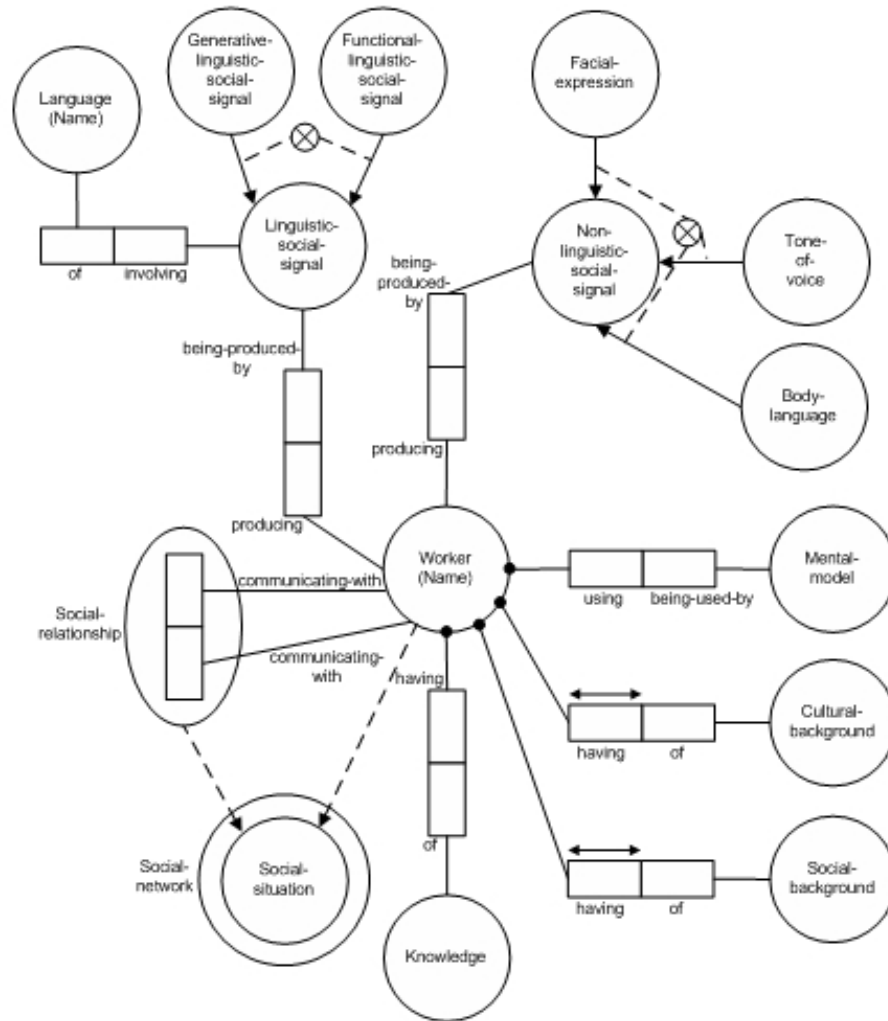 Generative-
linguistic-
social-
signal
Functional-
linguistic-
social-
signal
Facial-
expression
Language
(Name)
Linguistic-
social-
signal
Non-
linguistic-
social-
signal
Tone-
of-
voice
of
involving
being-
produced-
by
being-produced-
by
Body-
language
producing
producing
Worker
(Name)
Mental-
model
using
being-used-by
communicating-with
Social-
relationship
communicating-
with
having
Cultural-
background
having
of
of
Social-
network
Social-
situation
Social-
background
having
of
Knowledge